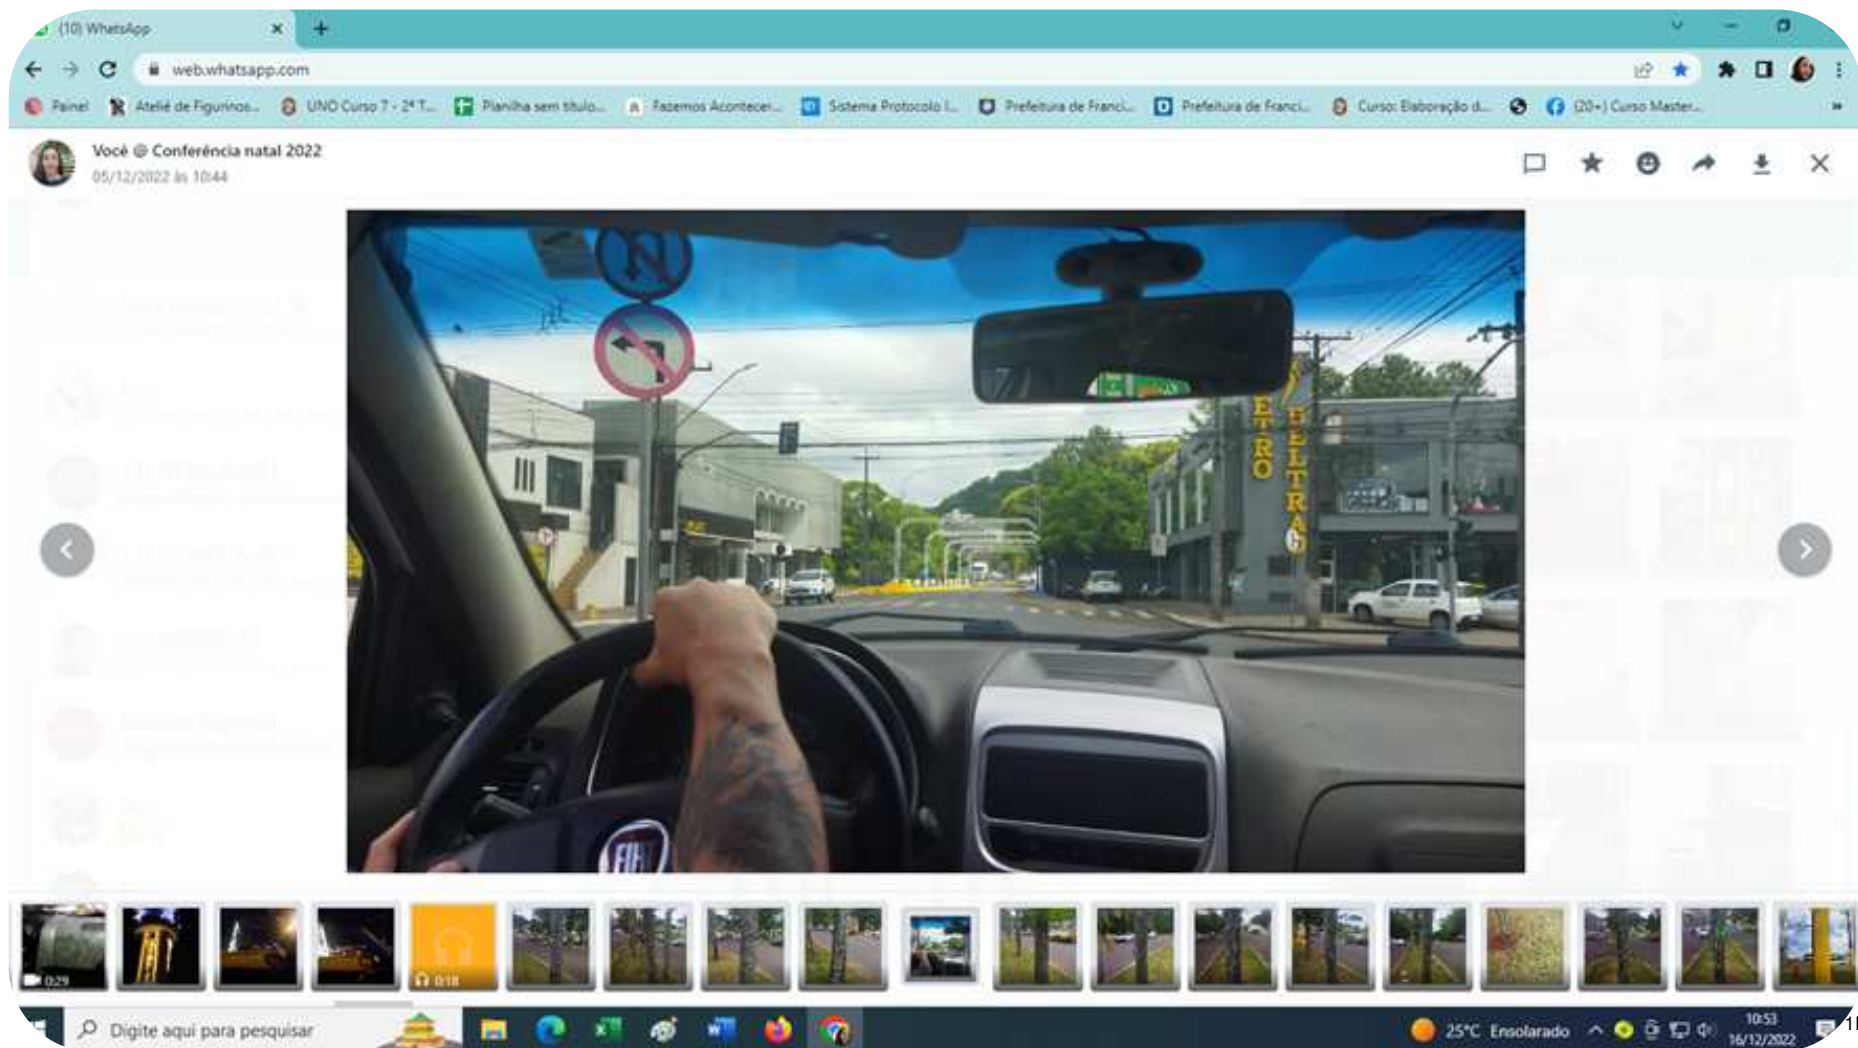 (10) WhatsApp
web.whatsapp.com
Painel
Ateliê de Figurinos...
UNO Curso 7 - 2ª T...
Planilha sem título...
Fazemos Acontecer...
Sistema Protocolo I...
Prefeitura de Franci...
Prefeitura de Franci...
Curso: Elaboração d...
(20+) Curso Master...
»
Você @ Conferência natal 2022
05/12/2022 às 10:44
ETRO
BELTRÃO
FIAT
0:29
0:18
Digite aqui para pesquisar
25°C Ensolarado
10:53
16/12/2022